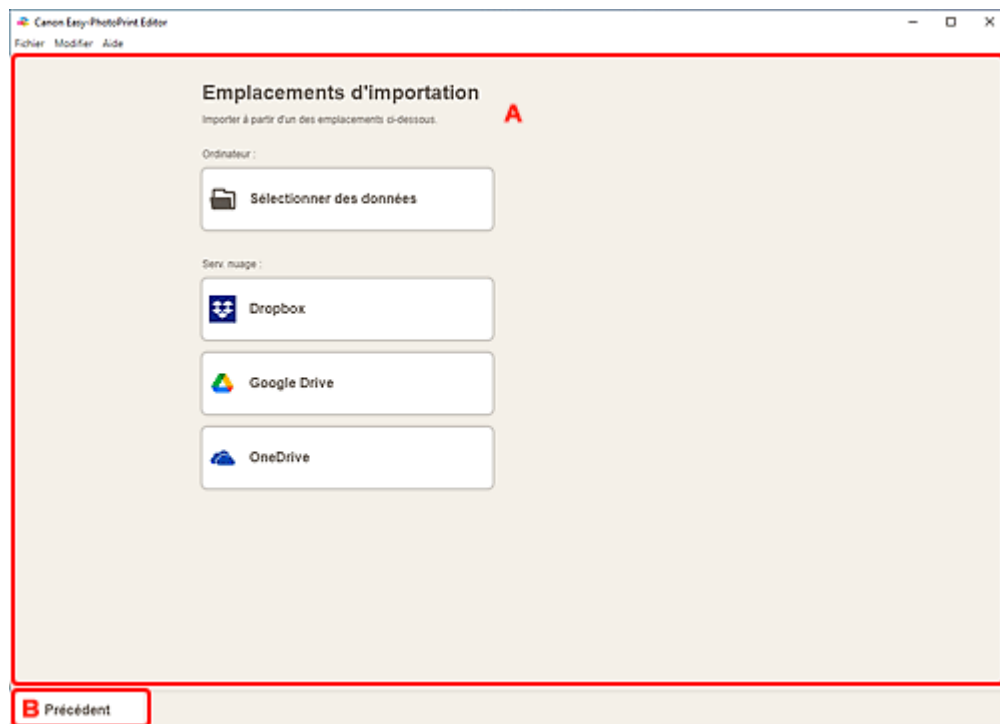 Canon Easy-PhotoPrint Editor
Fichier Modifier Aide
Emplacements d'importation
A
Importer à partir d'un des emplacements ci-dessous.
Ordinateur :
Sélectionner des données
Serv. nuage :
Dropbox
Google Drive
OneDrive
B Précédent